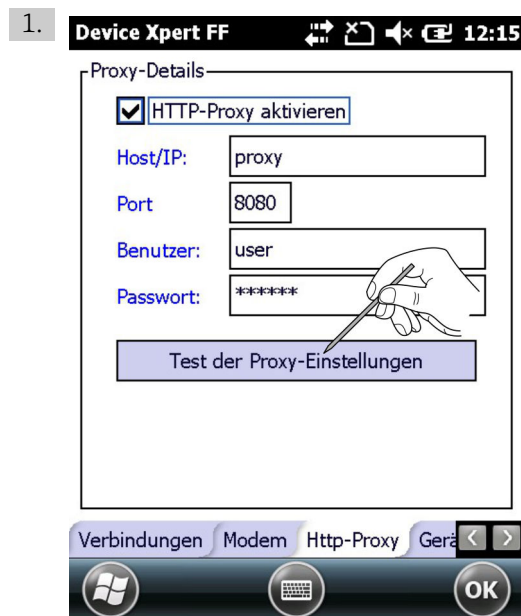 1.
Device Xpert FF 12:15
Proxy-Details
HTTP-Proxy aktivieren
Host/IP: proxy
Port 8080
Benutzer: user
Passwort: ******
Test der Proxy-Einstellungen
Verbindungen Modem Http-Proxy Gerä
OK